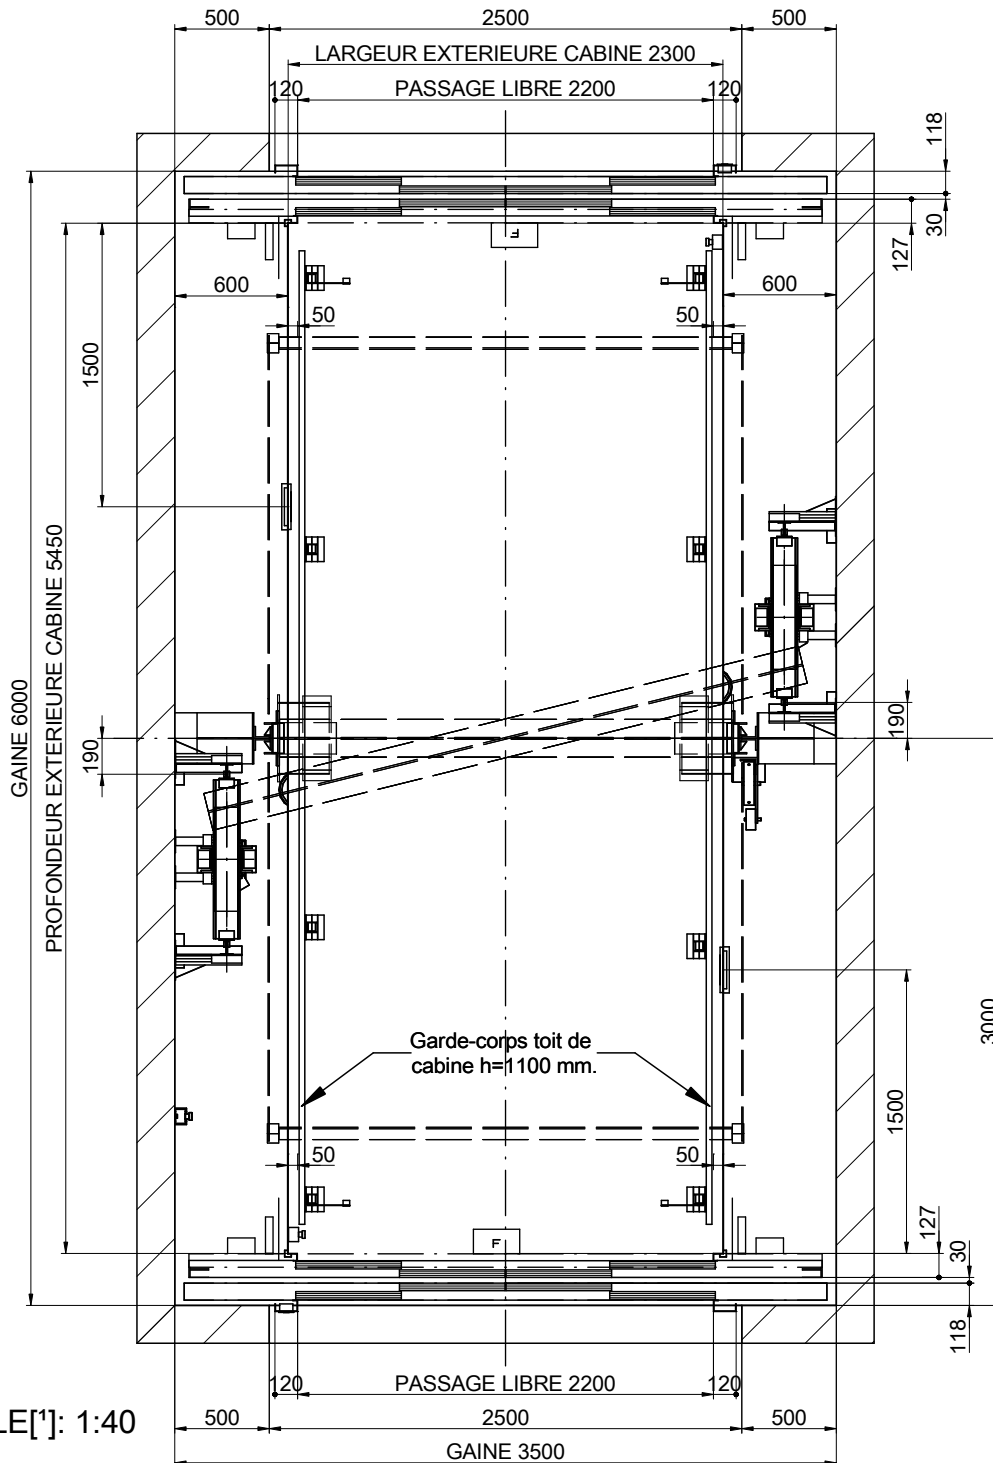 500
2500
500
LARGEUR EXTERIEURE CABINE 2300
120
PASSAGE LIBRE 2200
120
118
30
127
F
600
600
50
50
1500
GAINE 6000
PROFONDEUR EXTERIEURE CABINE 5450
190
190
3000
Garde-corps toit de
cabine h=1100 mm.
1500
50
50
F
127
30
118
120
PASSAGE LIBRE 2200
120
LE[¹]: 1:40
500
2500
500
GAINE 3500